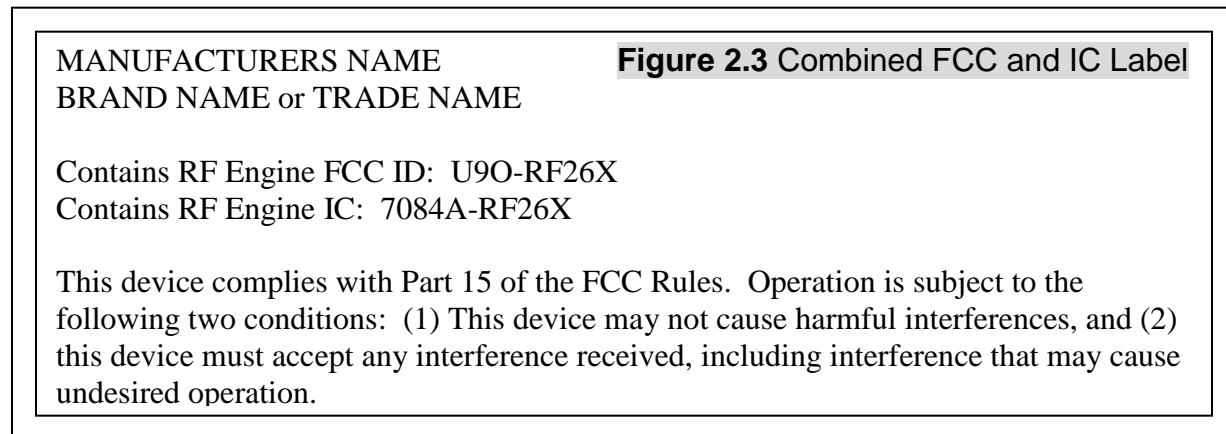 MANUFACTURERS NAME
Figure 2.3 Combined FCC and IC Label
BRAND NAME or TRADE NAME
Contains RF Engine FCC ID: U9O-RF26X
Contains RF Engine IC: 7084A-RF26X
This device complies with Part 15 of the FCC Rules. Operation is subject to the
following two conditions: (1) This device may not cause harmful interferences, and (2)
this device must accept any interference received, including interference that may cause
undesired operation.